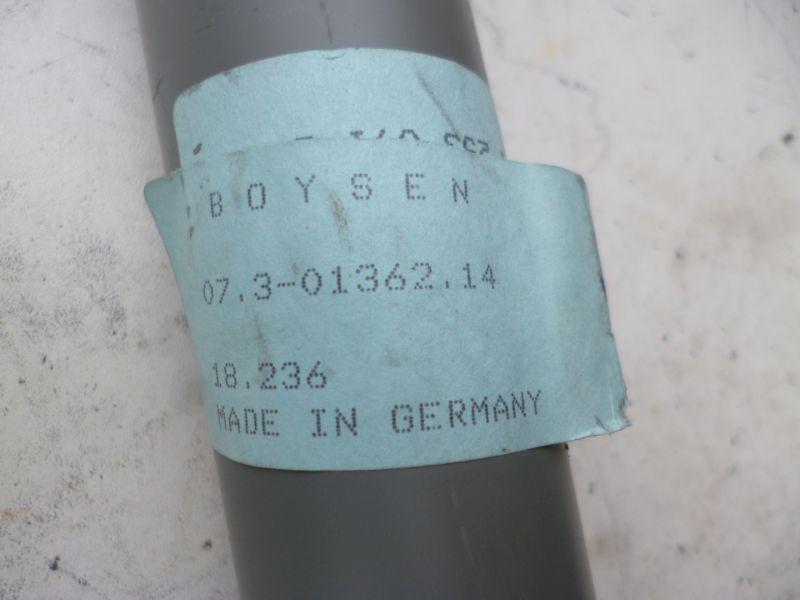 B O Y S E N
07.3-01362.14
18.236
MADE IN GERMANY